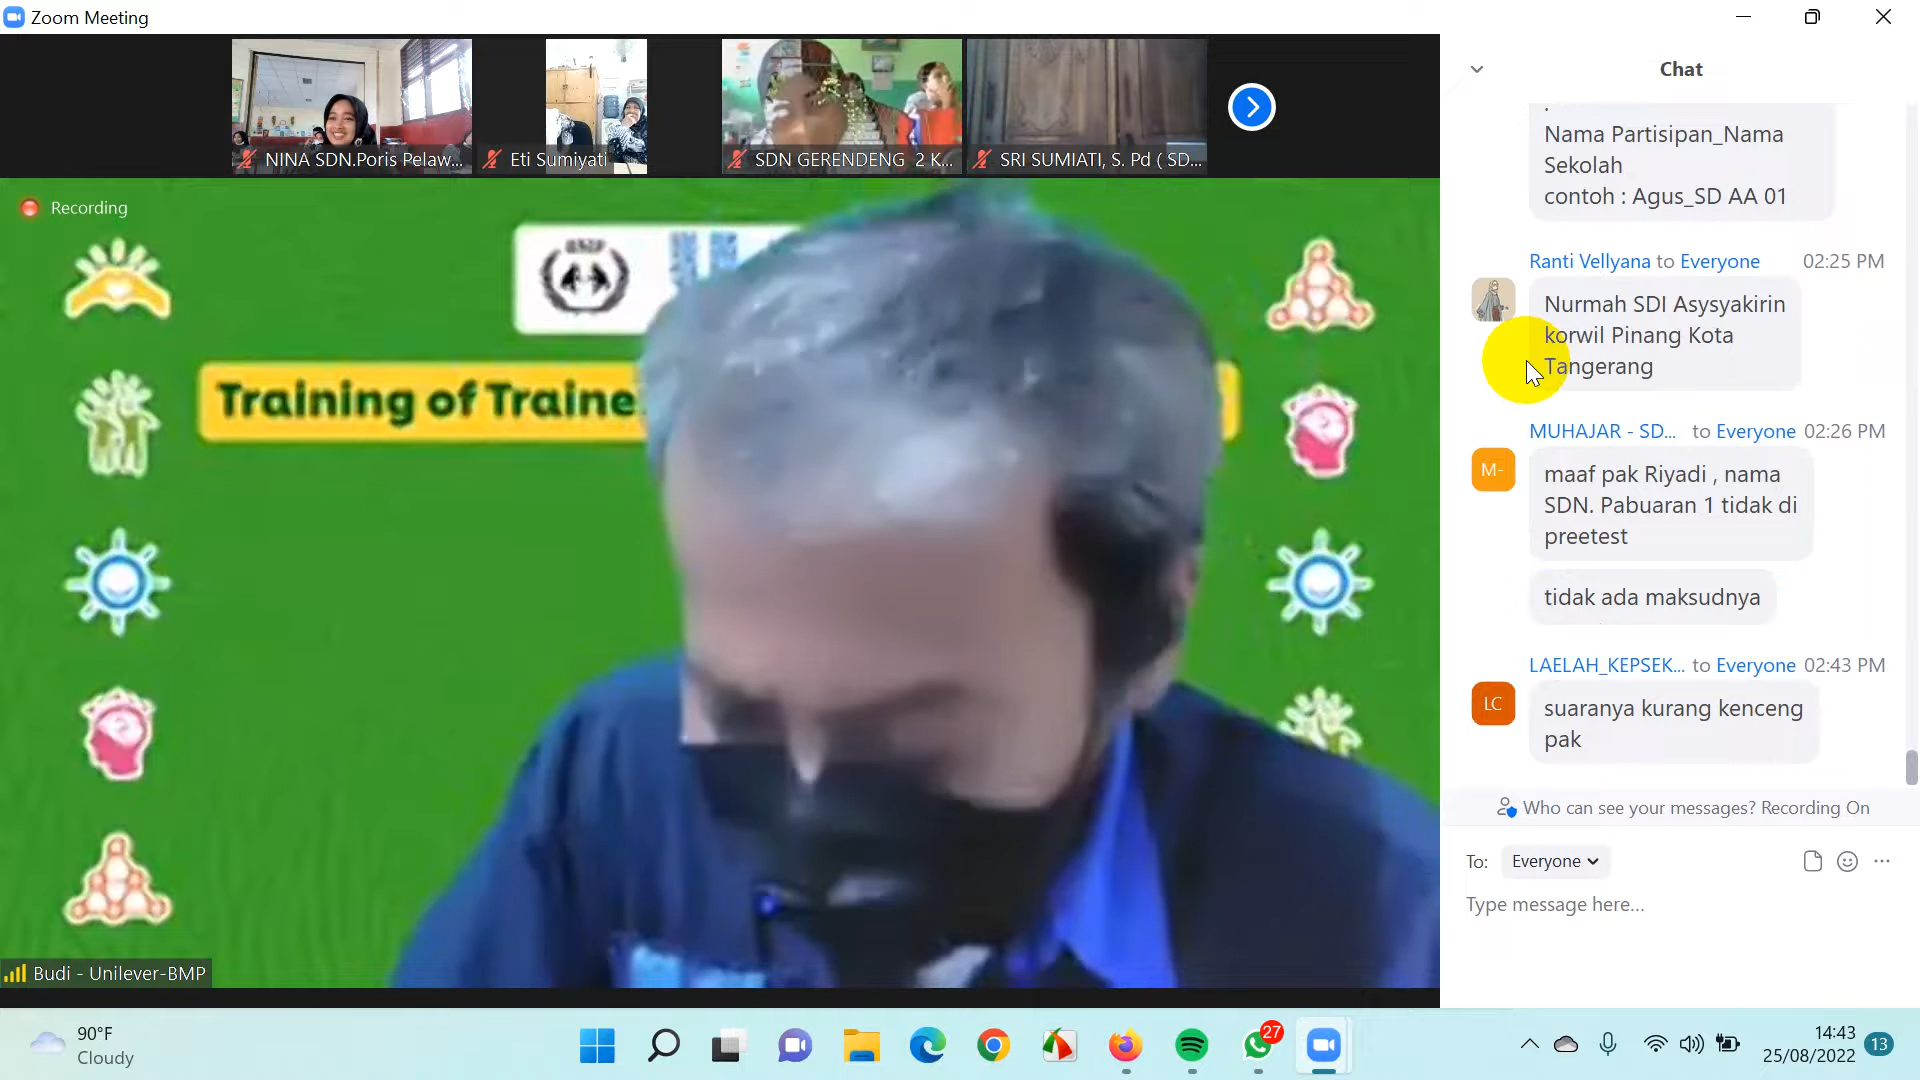 Zoom Meeting
NINA SDN.Poris Pelaw...
Eti Sumiyati
SDN GERENDENG 2 K...
SRI SUMIATI, S. Pd ( SD...
Recording
Training of Traine
Budi - Unilever-BMP
Chat
Nama Partisipan_Nama
Sekolah
contoh : Agus_SD AA 01
Ranti Vellyana to Everyone 02:25 PM
Nurmah SDI Asysyakirin
korwil Pinang Kota
Tangerang
MUHAJAR - SD... to Everyone 02:26 PM
M-
maaf pak Riyadi , nama
SDN. Pabuaran 1 tidak di
preetest
tidak ada maksudnya
LAELAH_KEPSEK... to Everyone 02:43 PM
LC
suaranya kurang kenceng
pak
Who can see your messages? Recording On
To: Everyone
Type message here...
90°F
Cloudy
27
14:43
25/08/2022
13